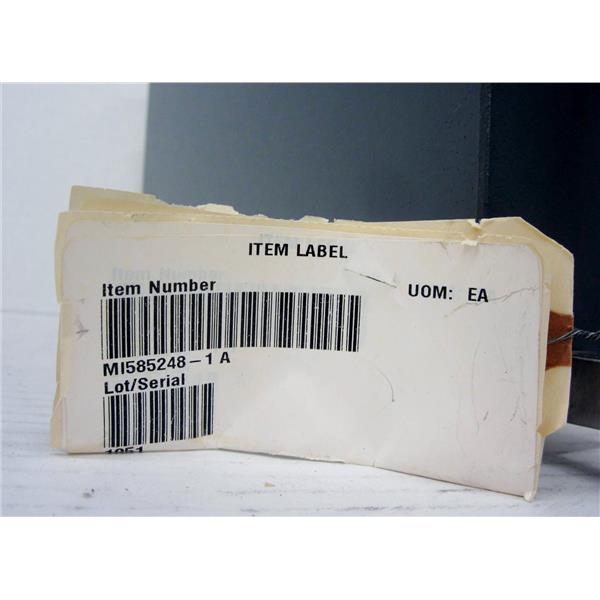 ITEM LABEL
Item Number
UOM: EA
MI585248-1 A
Lot/Serial